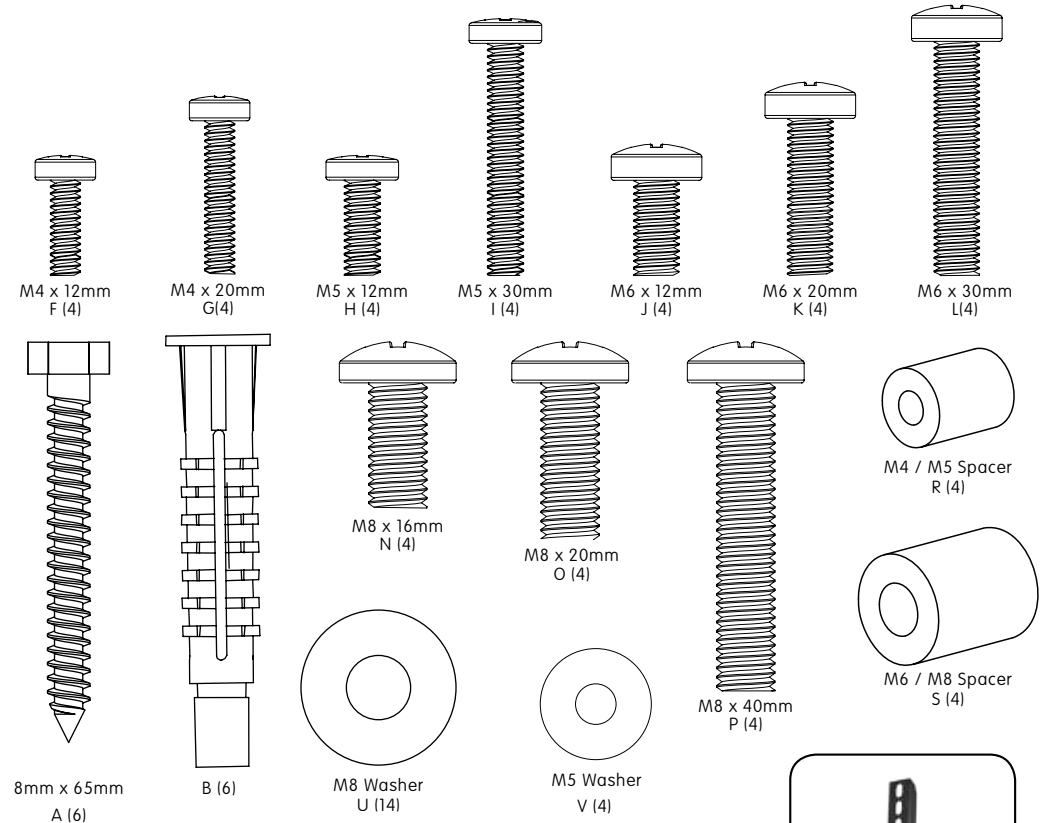 M4 x 12mm
F (4)
M4 x 20mm
G(4)
M5 x 12mm
H (4)
M5 x 30mm
I (4)
M6 x 12mm
J (4)
M6 x 20mm
K (4)
M6 x 30mm
L(4)
8mm x 65mm
A (6)
B (6)
M8 x 16mm
N (4)
M8 x 20mm
O (4)
M8 x 40mm
P (4)
M4 / M5 Spacer
R (4)
M6 / M8 Spacer
S (4)
M8 Washer
U (14)
M5 Washer
V (4)